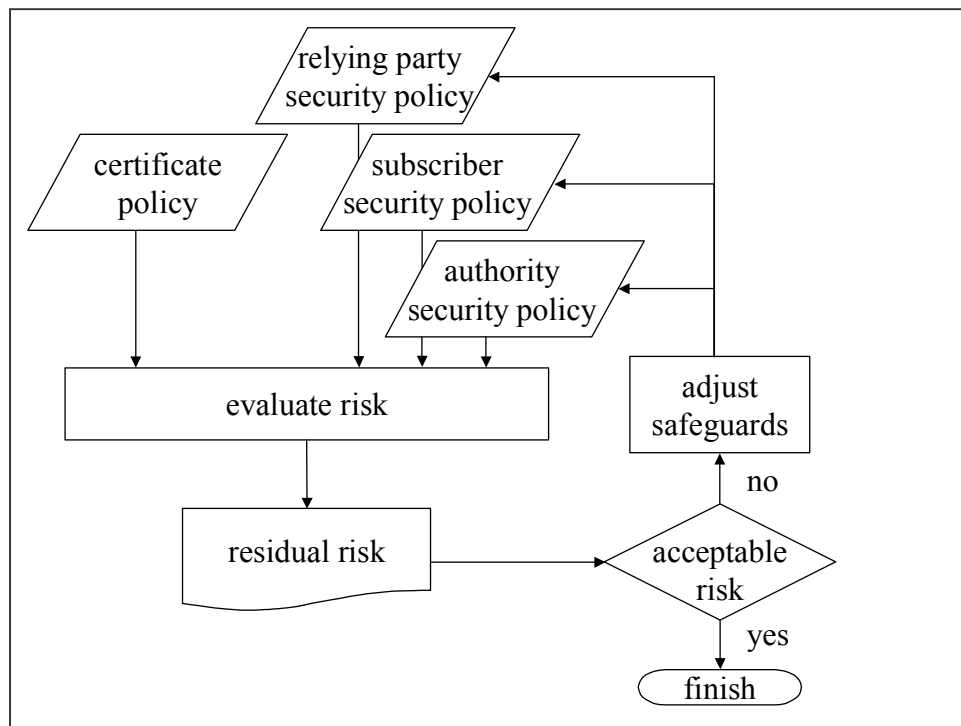 relying party
security policy
certificate
policy
subscriber
security policy
authority
security policy
evaluate risk
adjust
safeguards
no
residual risk
acceptable
risk
yes
finish